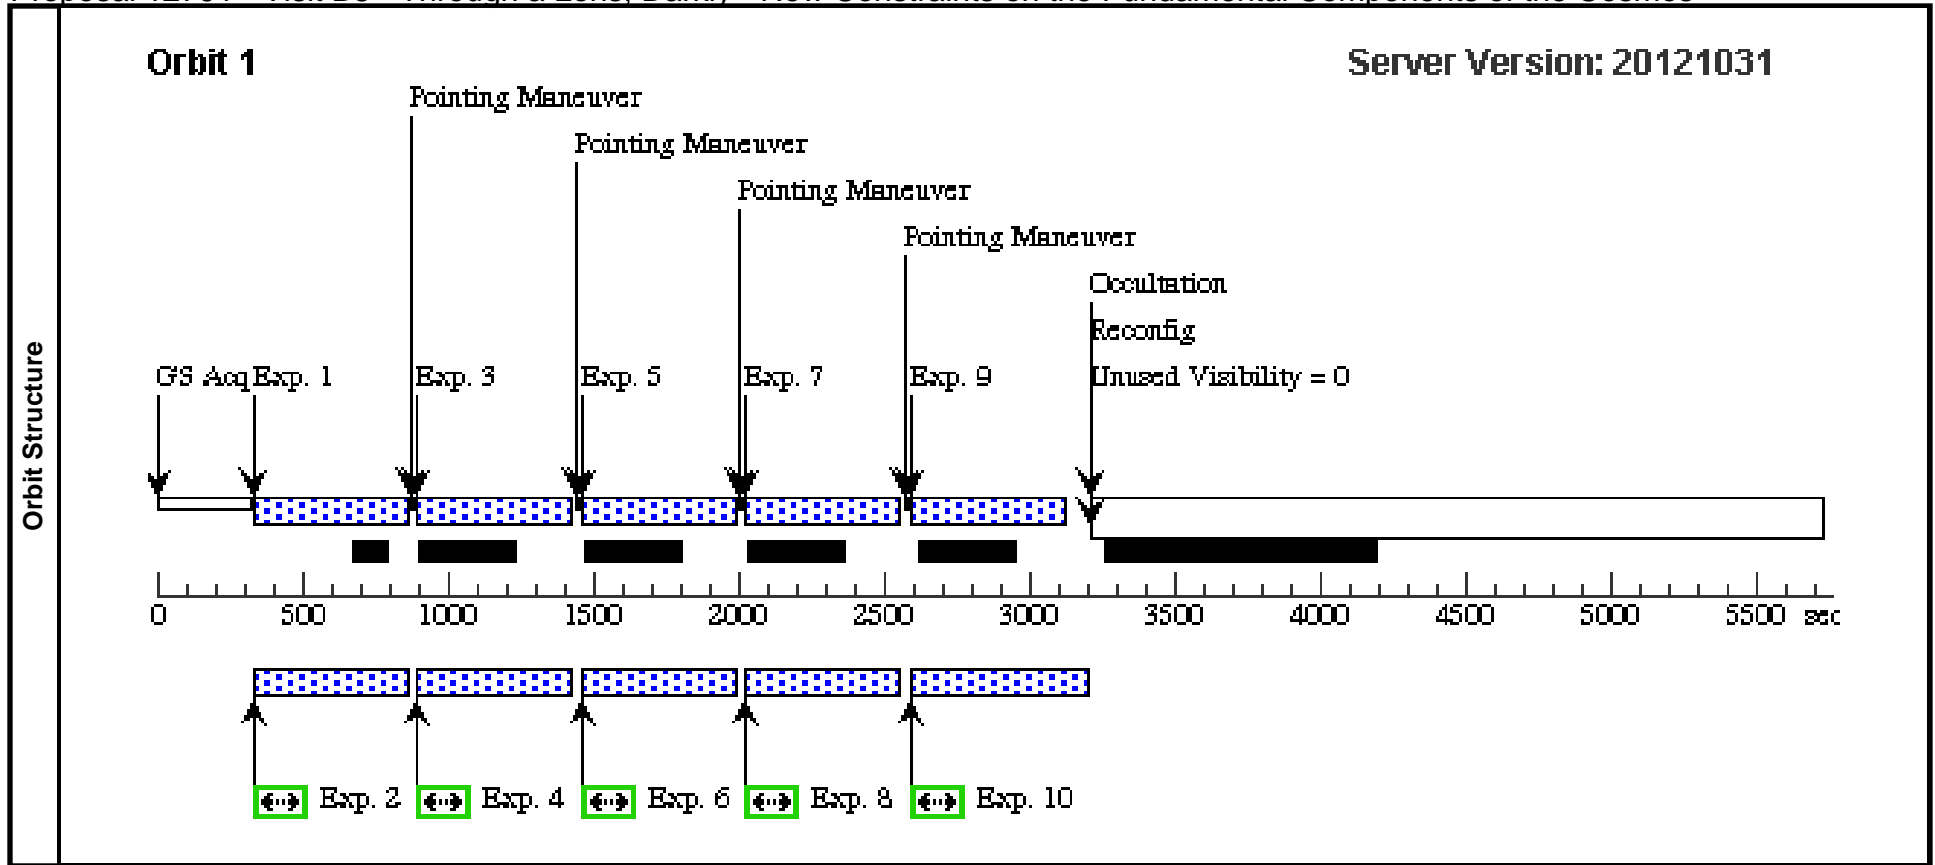 Orbit 1
Server Version: 20121031
Pointing Maneuver
Pointing Maneuver
Pointing Maneuver
Pointing Maneuver
Occultation
Reconfig
GS Acq Exp. 1 Exp. 3 Exp. 5 Exp. 7 Exp. 9 Unused Visibility = 0
Orbit Structure
0 500 1000 1500 2000 2500 3000 3500 4000 4500 5000 5500 sec
Exp. 2 Exp. 4 Exp. 6 Exp. 8 Exp. 10